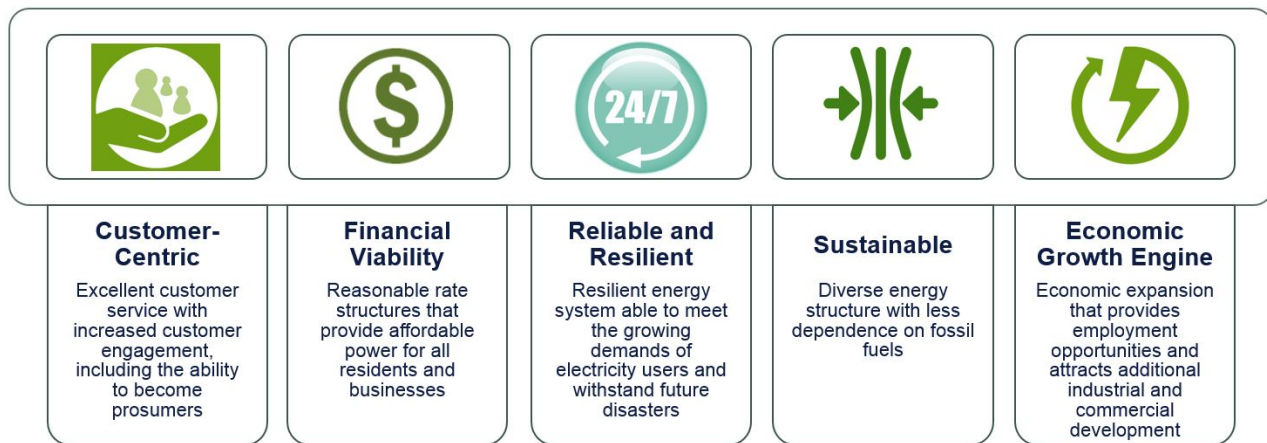 $
24/7
Customer-
Centric
Excellent customer
service with
increased customer
engagement,
including the ability
to become
prosumers
Financial
Viability
Reasonable rate
structures that
provide affordable
power for all
residents and
businesses
Reliable and
Resilient
Resilient energy
system able to meet
the growing
demands of
electricity users and
withstand future
disasters
Sustainable
Diverse energy
structure with less
dependence on fossil
fuels
Economic
Growth Engine
Economic expansion
that provides
employment
opportunities and
attracts additional
industrial and
commercial
development